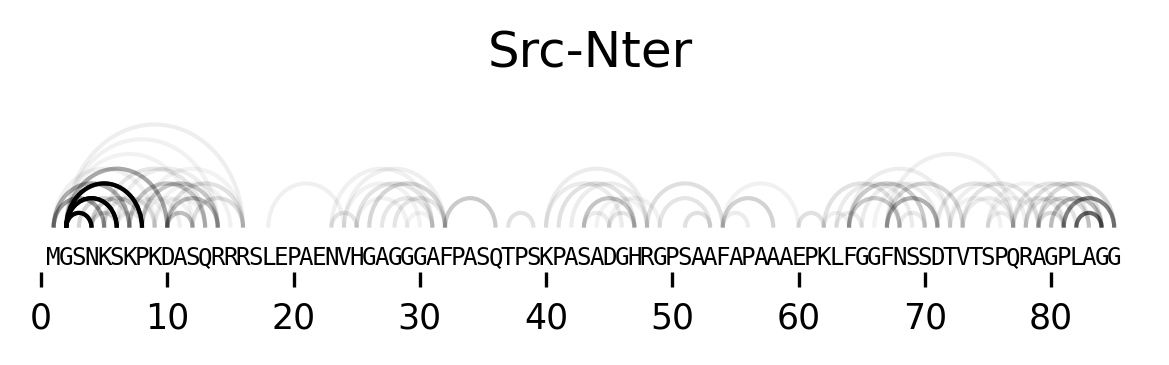 Src-Nter
MGSNKSKPKDASQRRRSLEPAENVHGAGGGAFPASQTPSKPASADGHRGPSAAFAPAAAEPKLFGGFNSSDTVTSPQRAGPLAGG
0 10 20 30 40 50 60 70 80